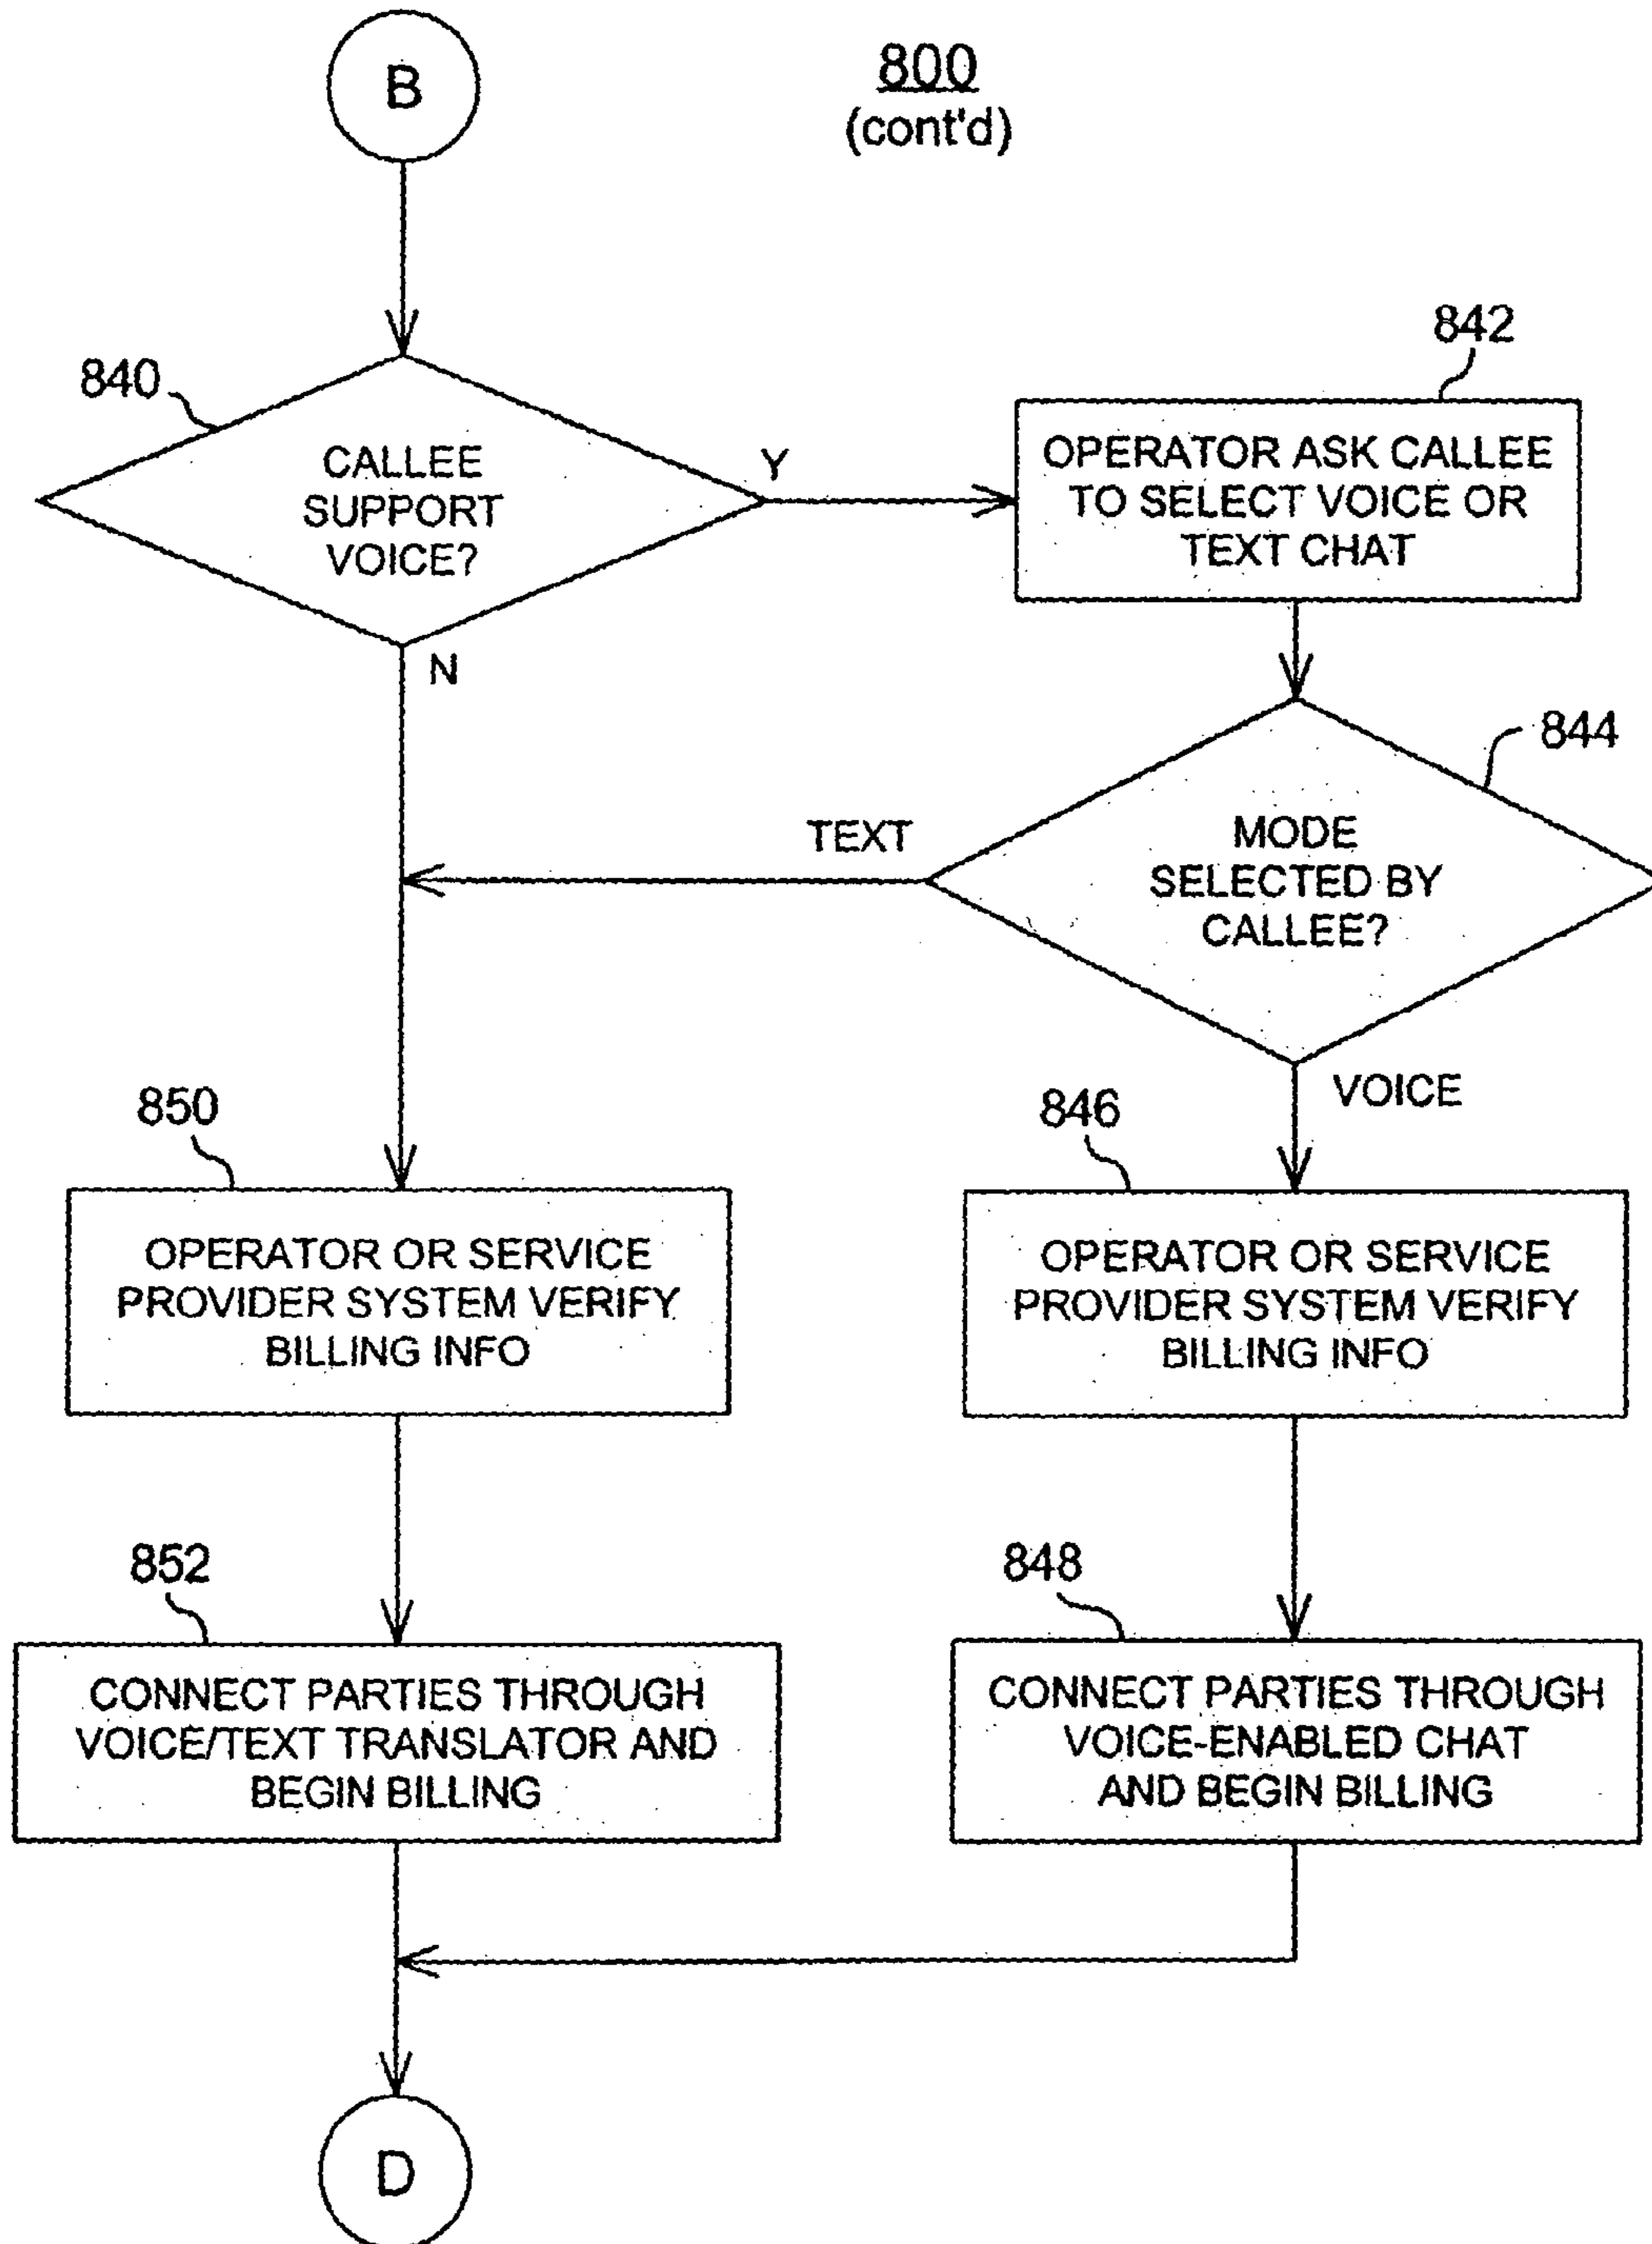 B
800
(cont'd)
840
CALLEE
SUPPORT
VOICE?
Y
N
842
OPERATOR ASK CALLEE
TO SELECT VOICE OR
TEXT CHAT
844
MODE
SELECTED BY
CALLEE?
TEXT
VOICE
850
OPERATOR OR SERVICE
PROVIDER SYSTEM VERIFY
BILLING INFO
846
OPERATOR OR SERVICE
PROVIDER SYSTEM VERIFY
BILLING INFO
852
CONNECT PARTIES THROUGH
VOICE/TEXT TRANSLATOR AND
BEGIN BILLING
848
CONNECT PARTIES THROUGH
VOICE-ENABLED CHAT
AND BEGIN BILLING
D